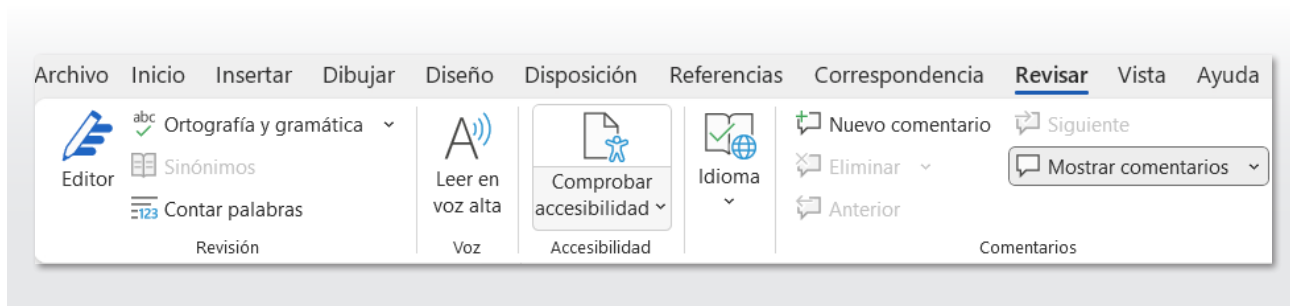 Archivo Inicio Insertar Dibujar Diseño Disposición Referencias Correspondencia Revisar Vista Ayuda
Editor
abc Ortografía y gramática
Sinónimos
123 Contar palabras
Revisión
Leer en
voz alta
Voz
Comprobar
accesibilidad
Accesibilidad
Idioma
Nuevo comentario
Eliminar
Anterior
Siguiente
Mostrar comentarios
Comentarios